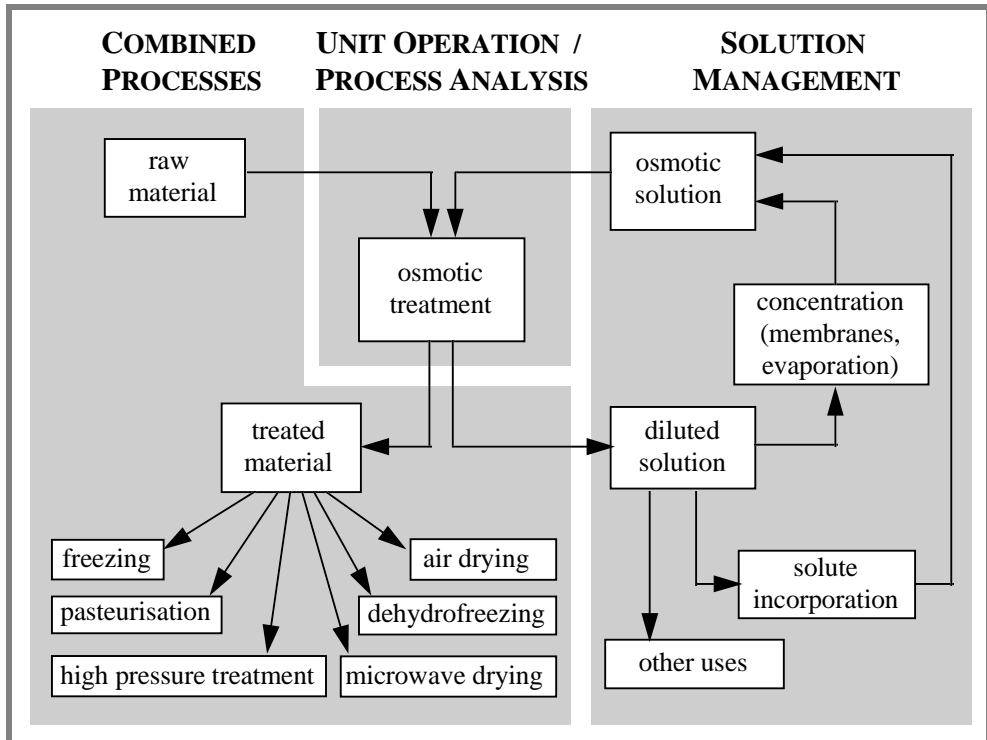 COMBINED
PROCESSES
UNIT OPERATION /
PROCESS ANALYSIS
SOLUTION
MANAGEMENT
raw
material
osmotic
solution
osmotic
treatment
concentration
(membranes,
evaporation)
treated
material
diluted
solution
freezing
air drying
pasteurisation
dehydrofreezing
high pressure treatment
microwave drying
solute
incorporation
other uses